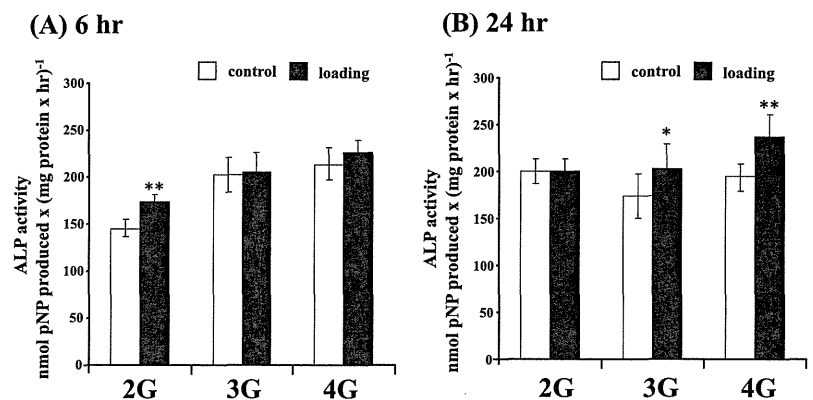 (A) 6 hr
control loading
ALP activity
nmol pNP produced x (mg protein x hr)-1
300
250
200
150
100
50
0
**
2G 3G 4G
(B) 24 hr
control loading
ALP activity
nmol pNP produced x (mg protein x hr)-1
300
250
200
150
100
50
0
*
**
2G 3G 4G